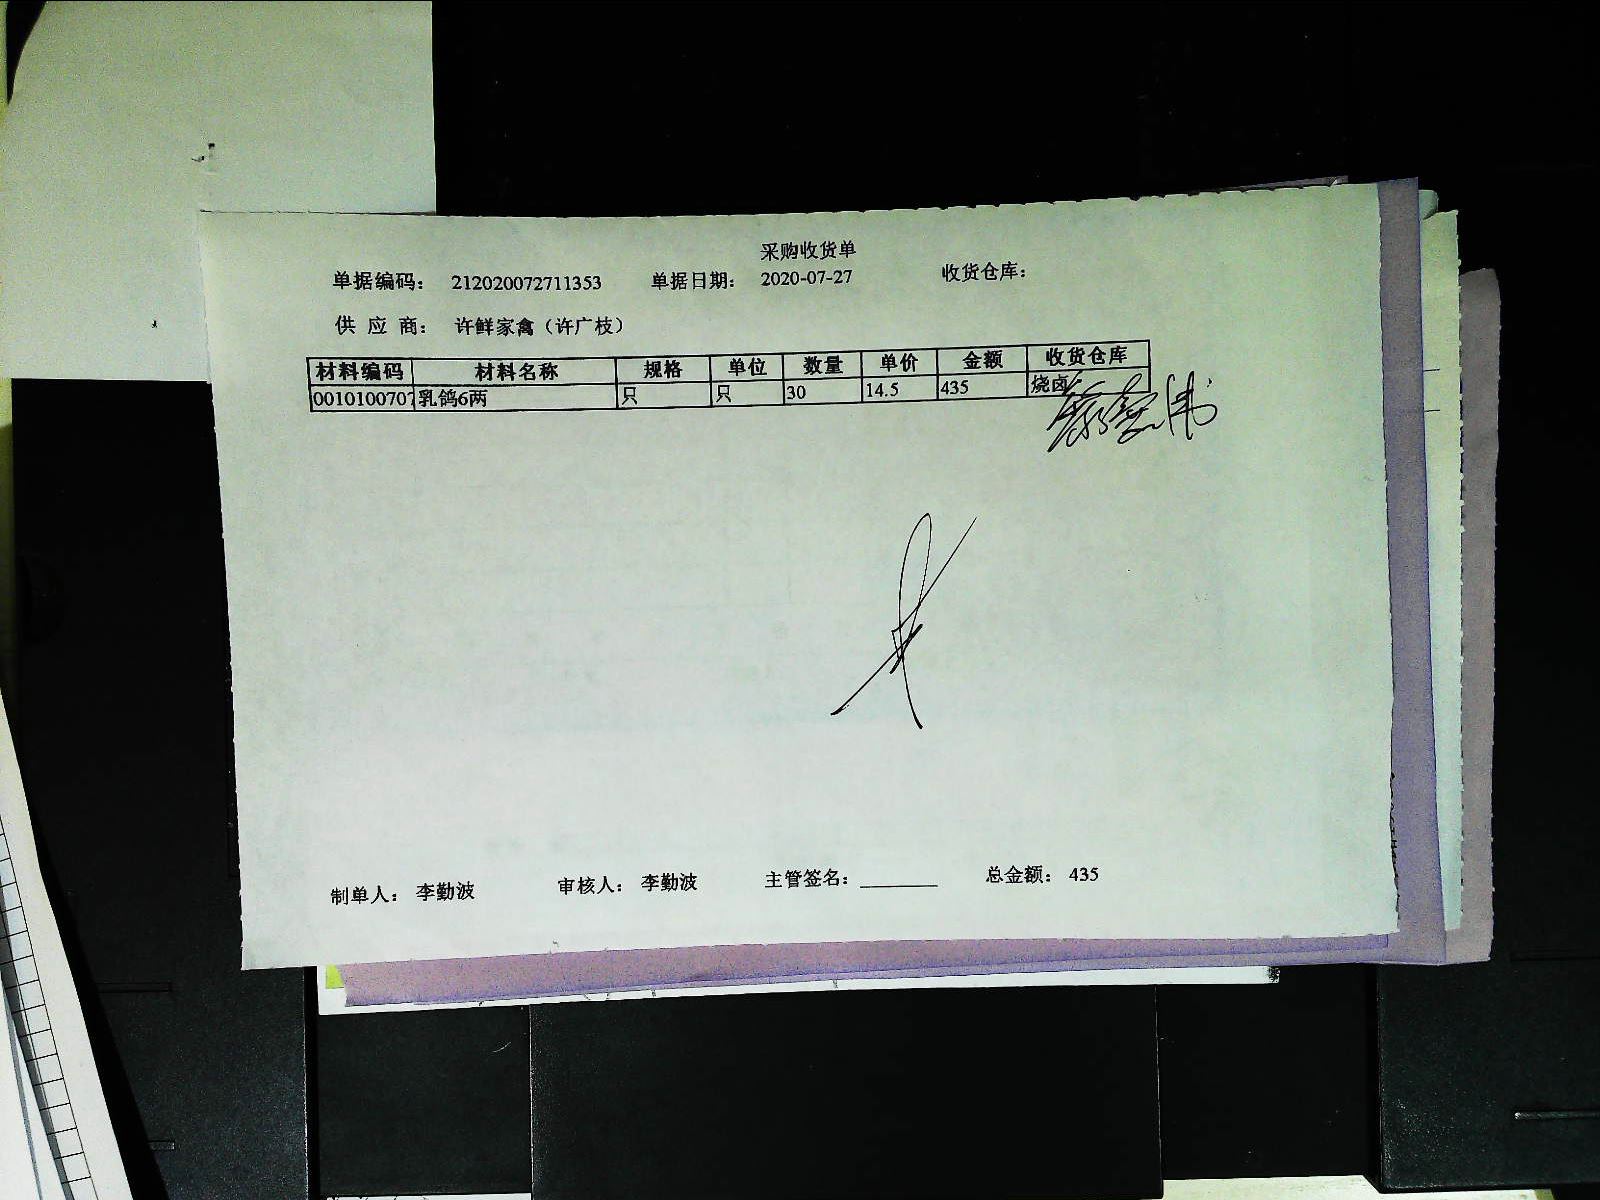 采购收货单
单据编码： 212020072711353 单据日期： 2020-07-27 收货仓库：
供 应 商： 许鲜家禽（许广枝）
材料编码 材料名称 规格 单位 数量 单价 金额 收货仓库
0010100707 乳鸽6两 只 只 30 14.5 435 烧卤
制单人： 李勤波 审核人： 李勤波 主管签名：________ 总金额： 435